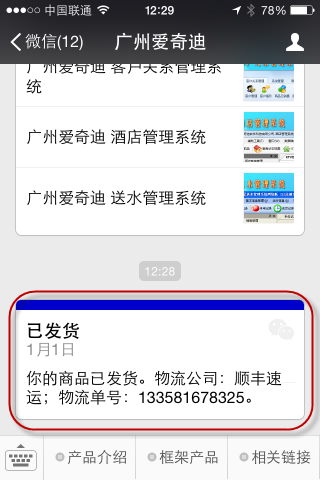 中国联通 12:29 78%
微信(12) 广州爱奇迪
广州爱奇迪 客户关系管理系
统
广州爱奇迪 酒店管理系统
广州爱奇迪 送水管理系统
12:28
已发货
1月1日
你的商品已发货。物流公司：顺丰速
运；物流单号：133581678325。
产品介绍 框架产品 相关链接